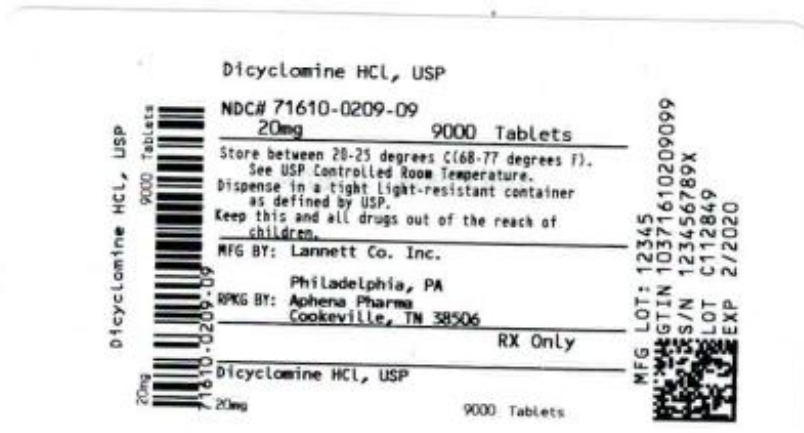 Dicyclomine HCl, USP
NDC# 71610-0209-09
20mg 9000 Tablets
Store between 20-25 degrees C(68-77 degrees F).
See USP Controlled Room Temperature.
Dispense in a tight light-resistant container
as defined by USP.
Keep this and all drugs out of the reach of
children.
MFG BY: Lannett Co. Inc.
Philadelphia, PA
RPKG BY: Aphena Pharma
Cookeville, TN 38506
RX Only
Dicyclomine HCl, USP
20mg 9000 Tablets
Dicyclomine HCl, USP
20mg 9000 Tablets
71610-0209-09
MFG LOT: 12345
GTIN 10371610209099
S/N 123456789X
LOT C112849
EXP 2/2020